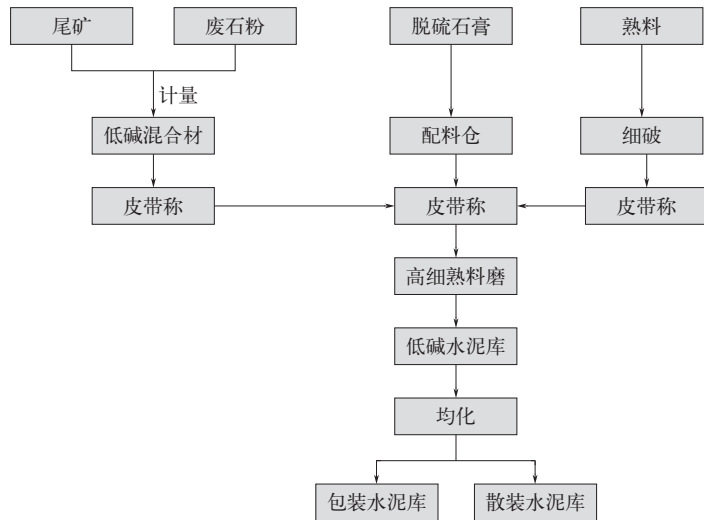 尾矿
废石粉
脱硫石膏
熟料
计量
低碱混合材
配料仓
细破
皮带称
皮带称
皮带称
高细熟料磨
低碱水泥库
均化
包装水泥库
散装水泥库